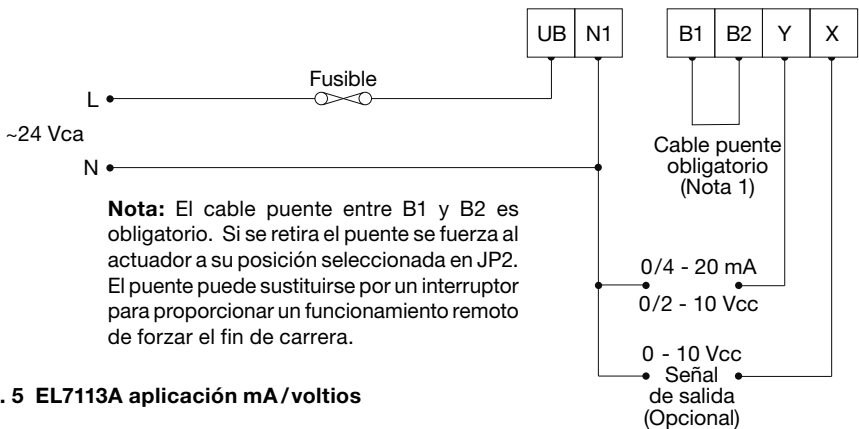 UB N1 B1 B2 Y X
Fusible
L
~24 Vca
N
Cable puente
obligatorio
(Nota 1)
Nota: El cable puente entre B1 y B2 es
obligatorio. Si se retira el puente se fuerza al
actuador a su posición seleccionada en JP2.
El puente puede sustituirse por un interruptor
para proporcionar un funcionamiento remoto
de forzar el fin de carrera.
0/4 - 20 mA
0/2 - 10 Vcc
0 - 10 Vcc
Señal
de salida
(Opcional)
. 5 EL7113A aplicación mA/voltios